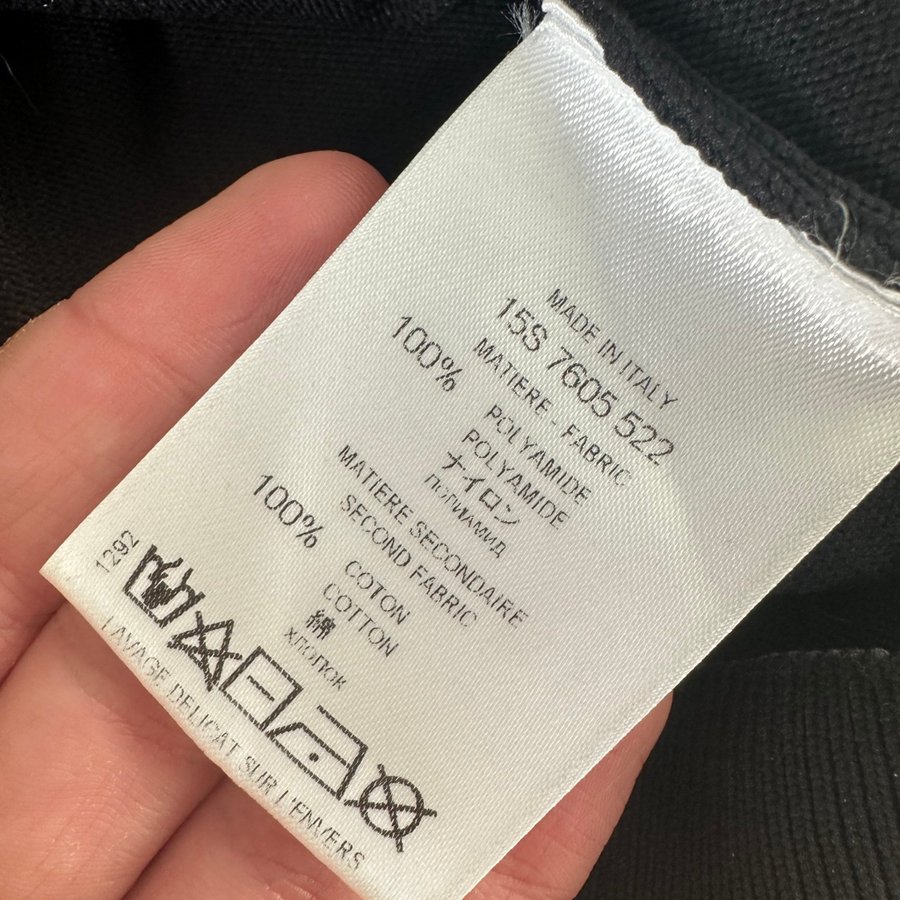 MADE IN ITALY
15S 7605 522
MATIERE - FABRIC
100% POLYAMIDE
POLYAMIDE
ナイロン
ПОЛИАМИД
MATIERE SECONDAIRE
SECOND FABRIC
100% COTON
COTTON
綿
ХЛОПОК
1292
LAVAGE DELICAT SUR L'ENVERS